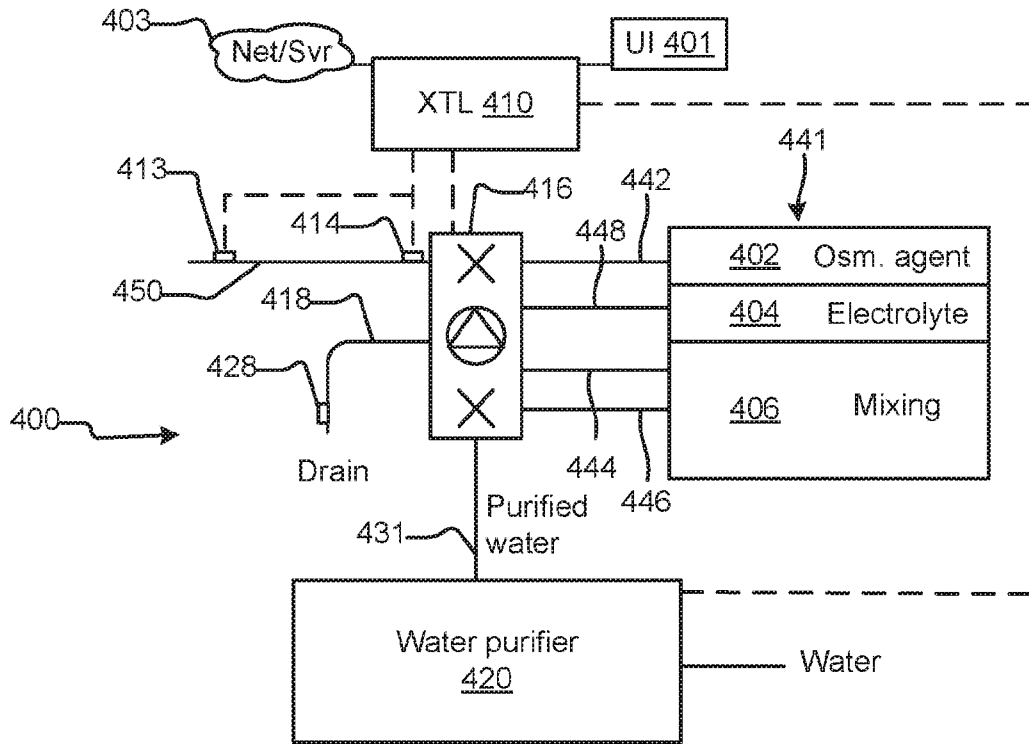 403
Net/Svr
UI 401
XTL 410
441
413
416
442
414
448
402 Osm. agent
450
404 Electrolyte
418
428
406 Mixing
400
444
Drain
446
Purified
water
431
Water purifier
420
Water